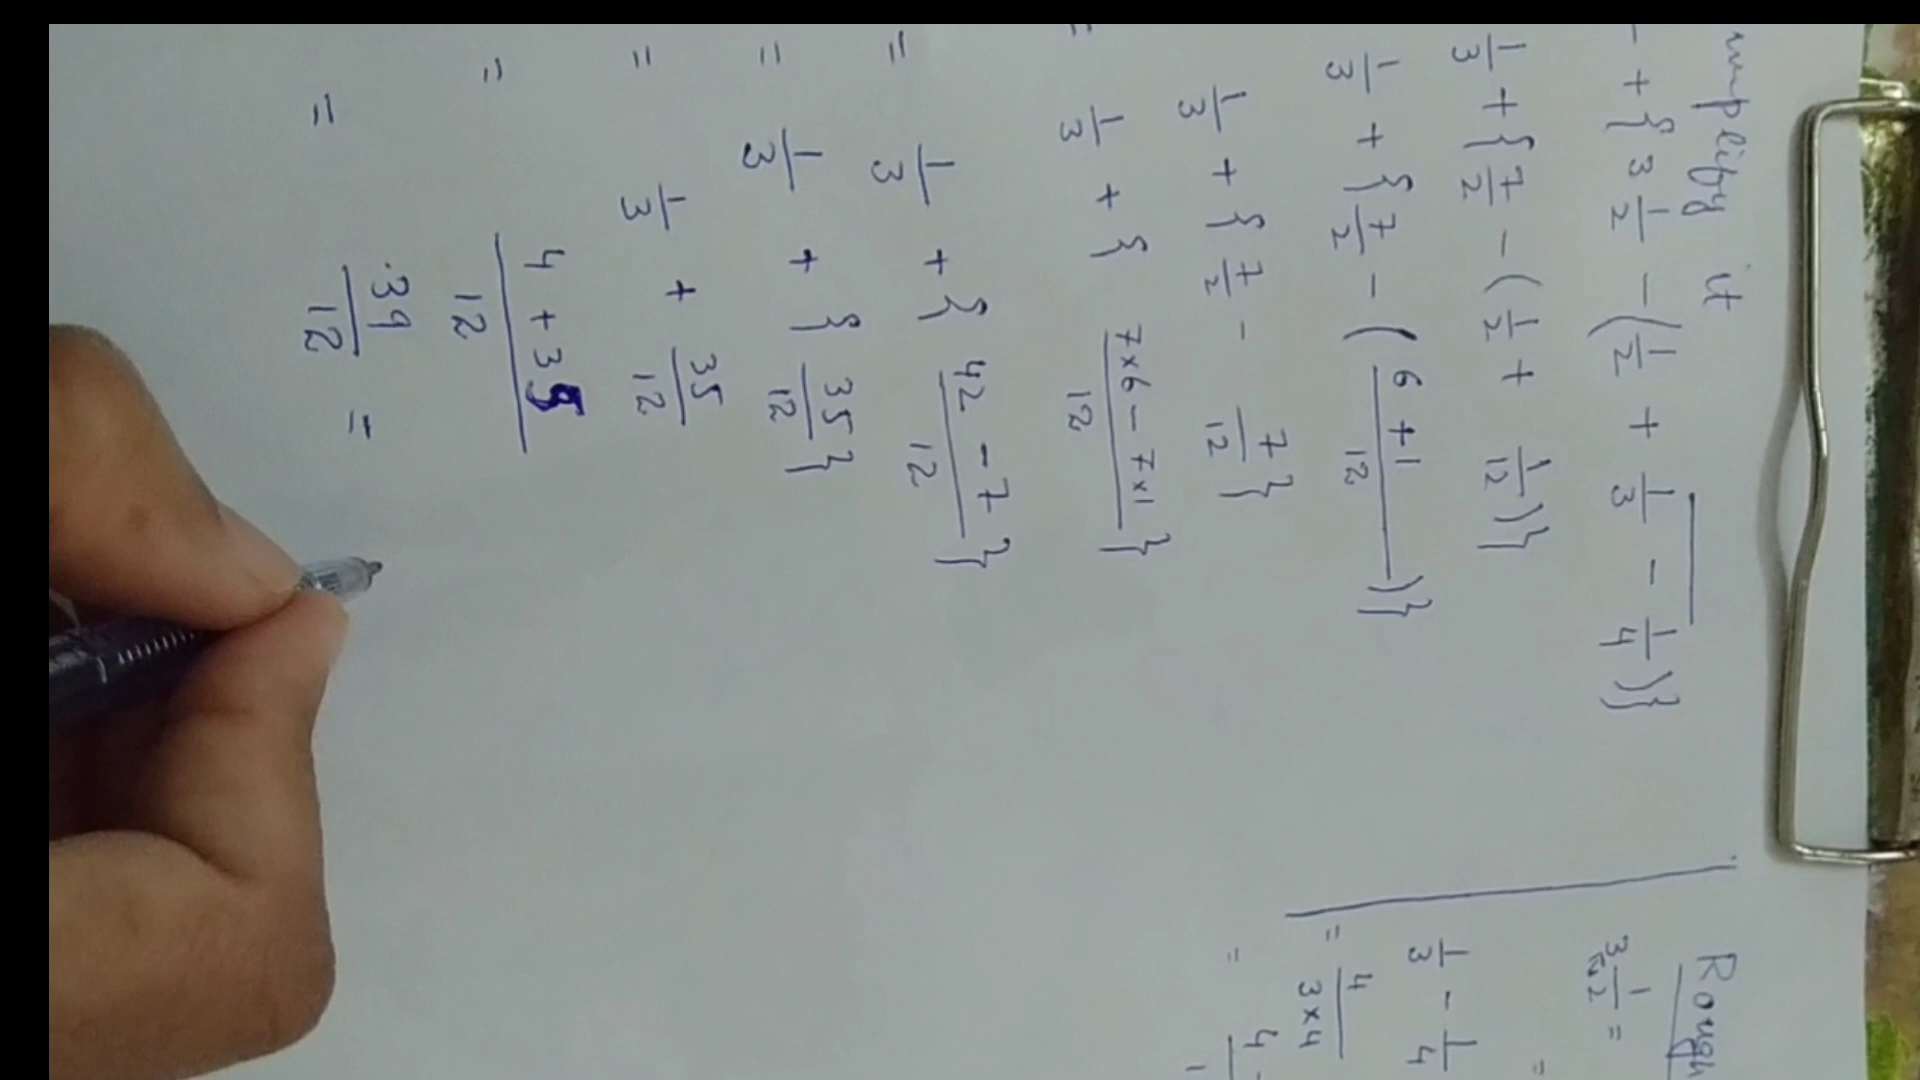 mplify it
- + { 3 1/2 - ( 1/2 + 1/3 - 1/4 ) }
1/3 + { 7/2 - ( 1/2 + 1/12 ) }
1/3 + { 7/2 - ( 6 + 1 / 12 ) }
1/3 + { 7/2 - 7/12 }
= 1/3 + { 7×6 - 7×1 / 12 }
= 1/3 + { 42 - 7 / 12 }
= 1/3 + { 35/12 }
= 1/3 + 35/12
= 4 + 35 / 12
= 39/12 =
Rough
3 1/2 =
1/3 - 1/4 =
= 4 / 3×4
= 4